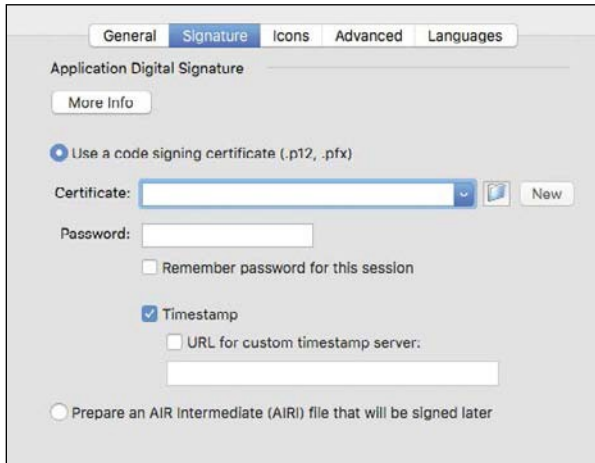 General Signature Icons Advanced Languages
Application Digital Signature
More Info
Use a code signing certificate (.p12, .pfx)
Certificate: New
Password:
Remember password for this session
Timestamp
URL for custom timestamp server:
Prepare an AIR Intermediate (AIRI) file that will be signed later